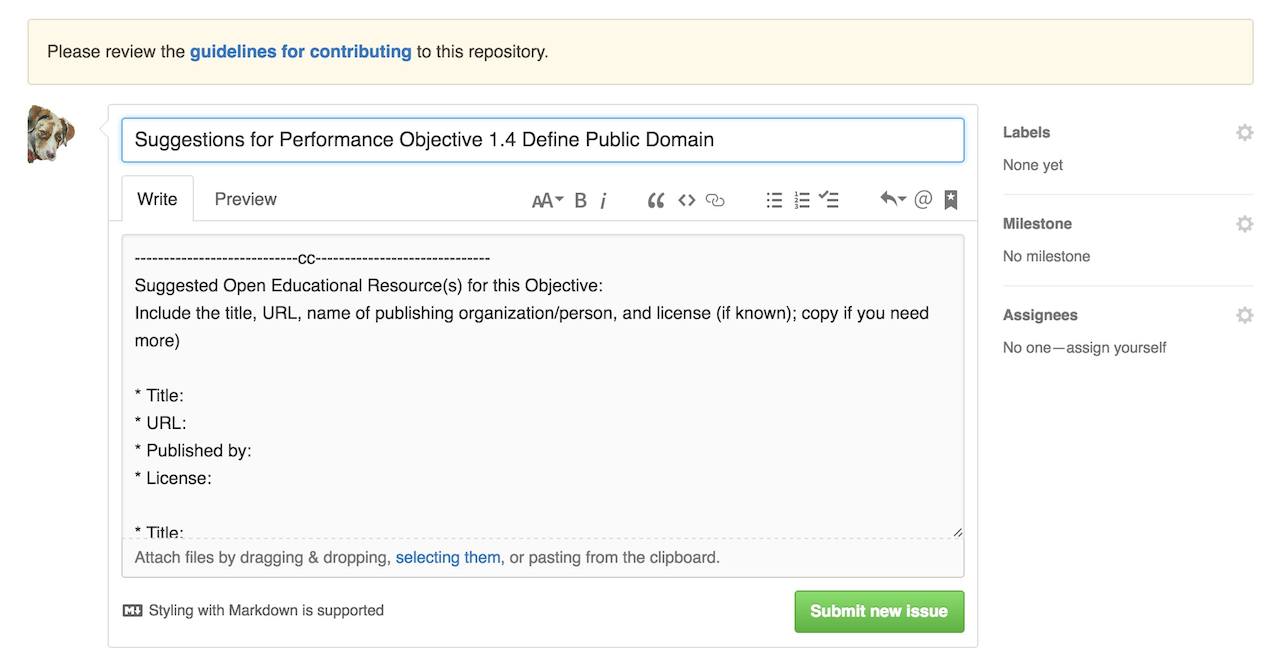 Please review the guidelines for contributing to this repository.
Suggestions for Performance Objective 1.4 Define Public Domain
Write Preview AA B i
----------------------------cc------------------------------
Suggested Open Educational Resource(s) for this Objective:
Include the title, URL, name of publishing organization/person, and license (if known); copy if you need
more)
* Title:
* URL:
* Published by:
* License:
* Title:
Attach files by dragging & dropping, selecting them, or pasting from the clipboard.
Styling with Markdown is supported
Submit new issue
Labels
None yet
Milestone
No milestone
Assignees
No one—assign yourself